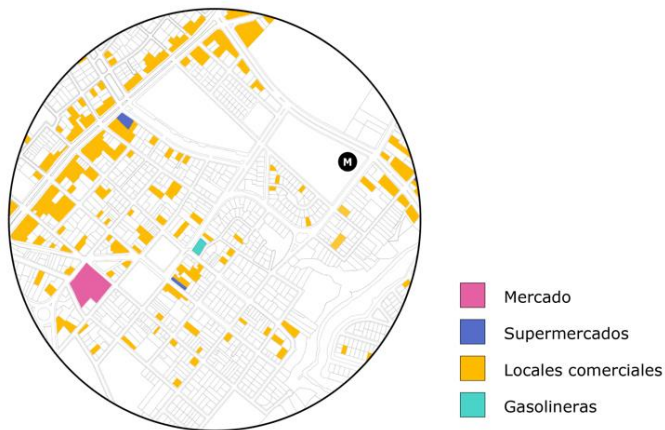 M
Mercado
Supermercados
Locales comerciales
Gasolineras